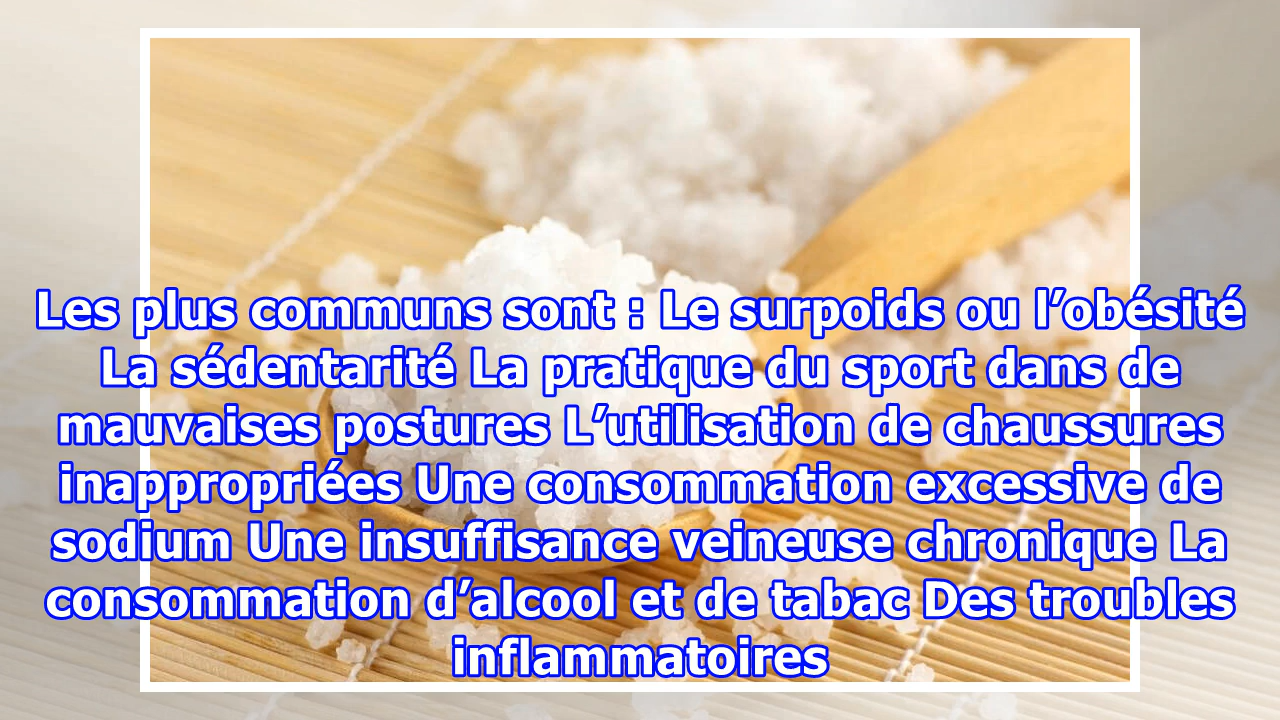 Les plus communs sont : Le surpoids ou l’obésité
La sédentarité La pratique du sport dans de
mauvaises postures L’utilisation de chaussures
inappropriées Une consommation excessive de
sodium Une insuffisance veineuse chronique La
consommation d’alcool et de tabac Des troubles
inflammatoires